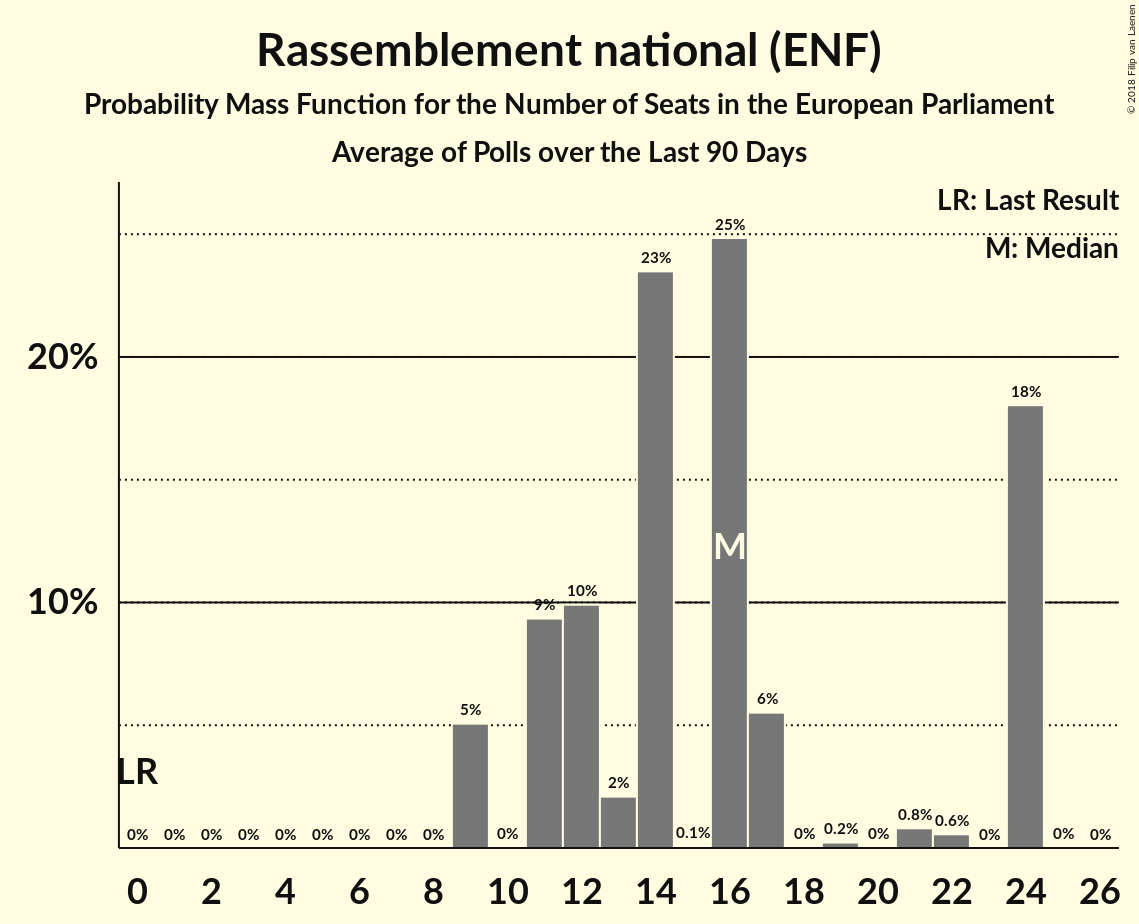 Rassemblement national (ENF)
Probability Mass Function for the Number of Seats in the European Parliament
Average of Polls over the Last 90 Days
© 2018 Filip van Laenen
LR: Last Result
M: Median
20%
10%
0% 0% 0% 0% 0% 0% 0% 0% 0% 5% 0% 9% 10% 2% 23% 0.1% 25% 6% 0% 0.2% 0% 0.8% 0.6% 0% 18% 0% 0%
LR
M
0 2 4 6 8 10 12 14 16 18 20 22 24 26